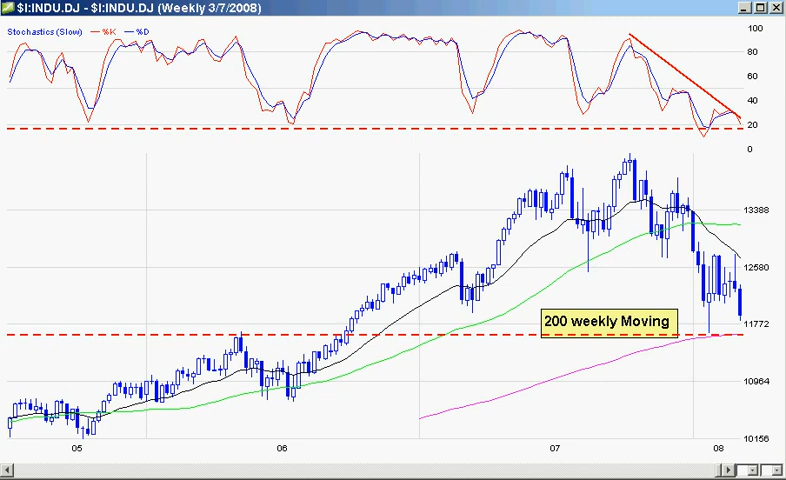 $I:INDU.DJ - $I:INDU.DJ (Weekly 3/7/2008)
Stochastics (Slow) %K %D
100
80
60
40
20
0
13388
12580
11772
10964
10156
200 weekly Moving
05 06 07 08